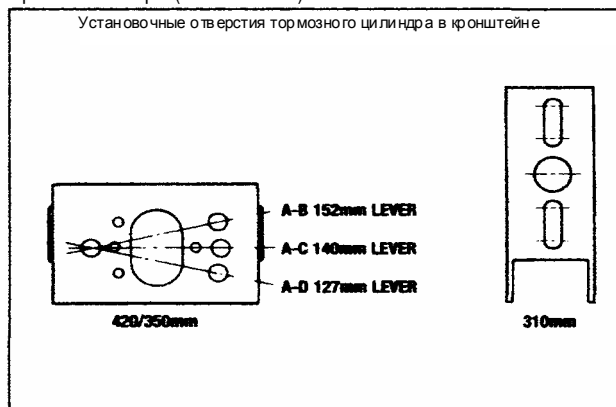 Установочные отверстия тормозного цилиндра в кронштейне
A-B 152mm LEVER
A-C 140mm LEVER
A-D 127mm LEVER
420/350mm
310mm